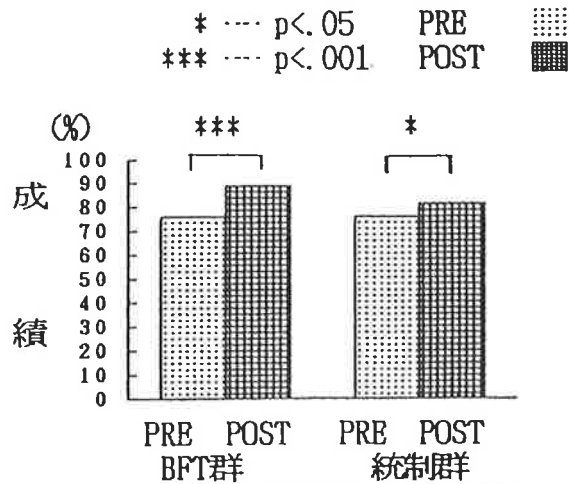 * ---- p<.05 PRE
*** ---- p<.001 POST
(%)
*** *
成績
100
90
80
70
60
50
40
30
20
10
0
PRE POST PRE POST
BFT群 統制群